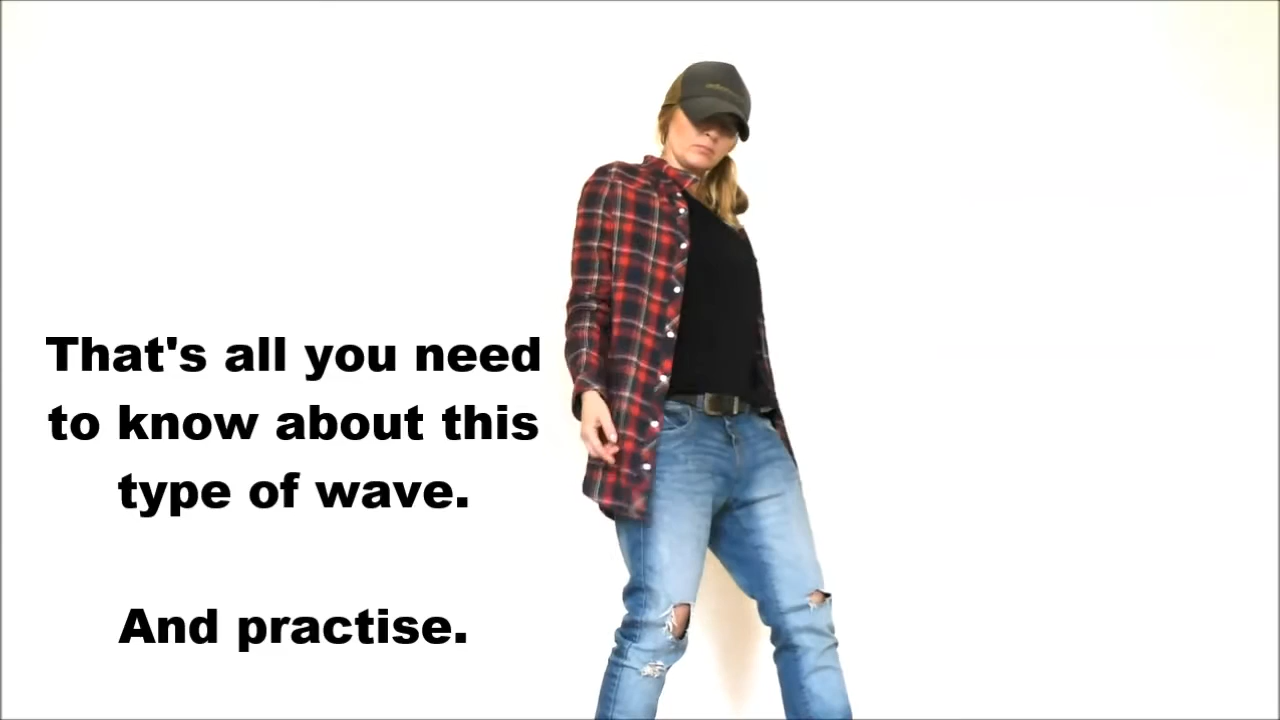 That's all you need
to know about this
type of wave.
And practise.